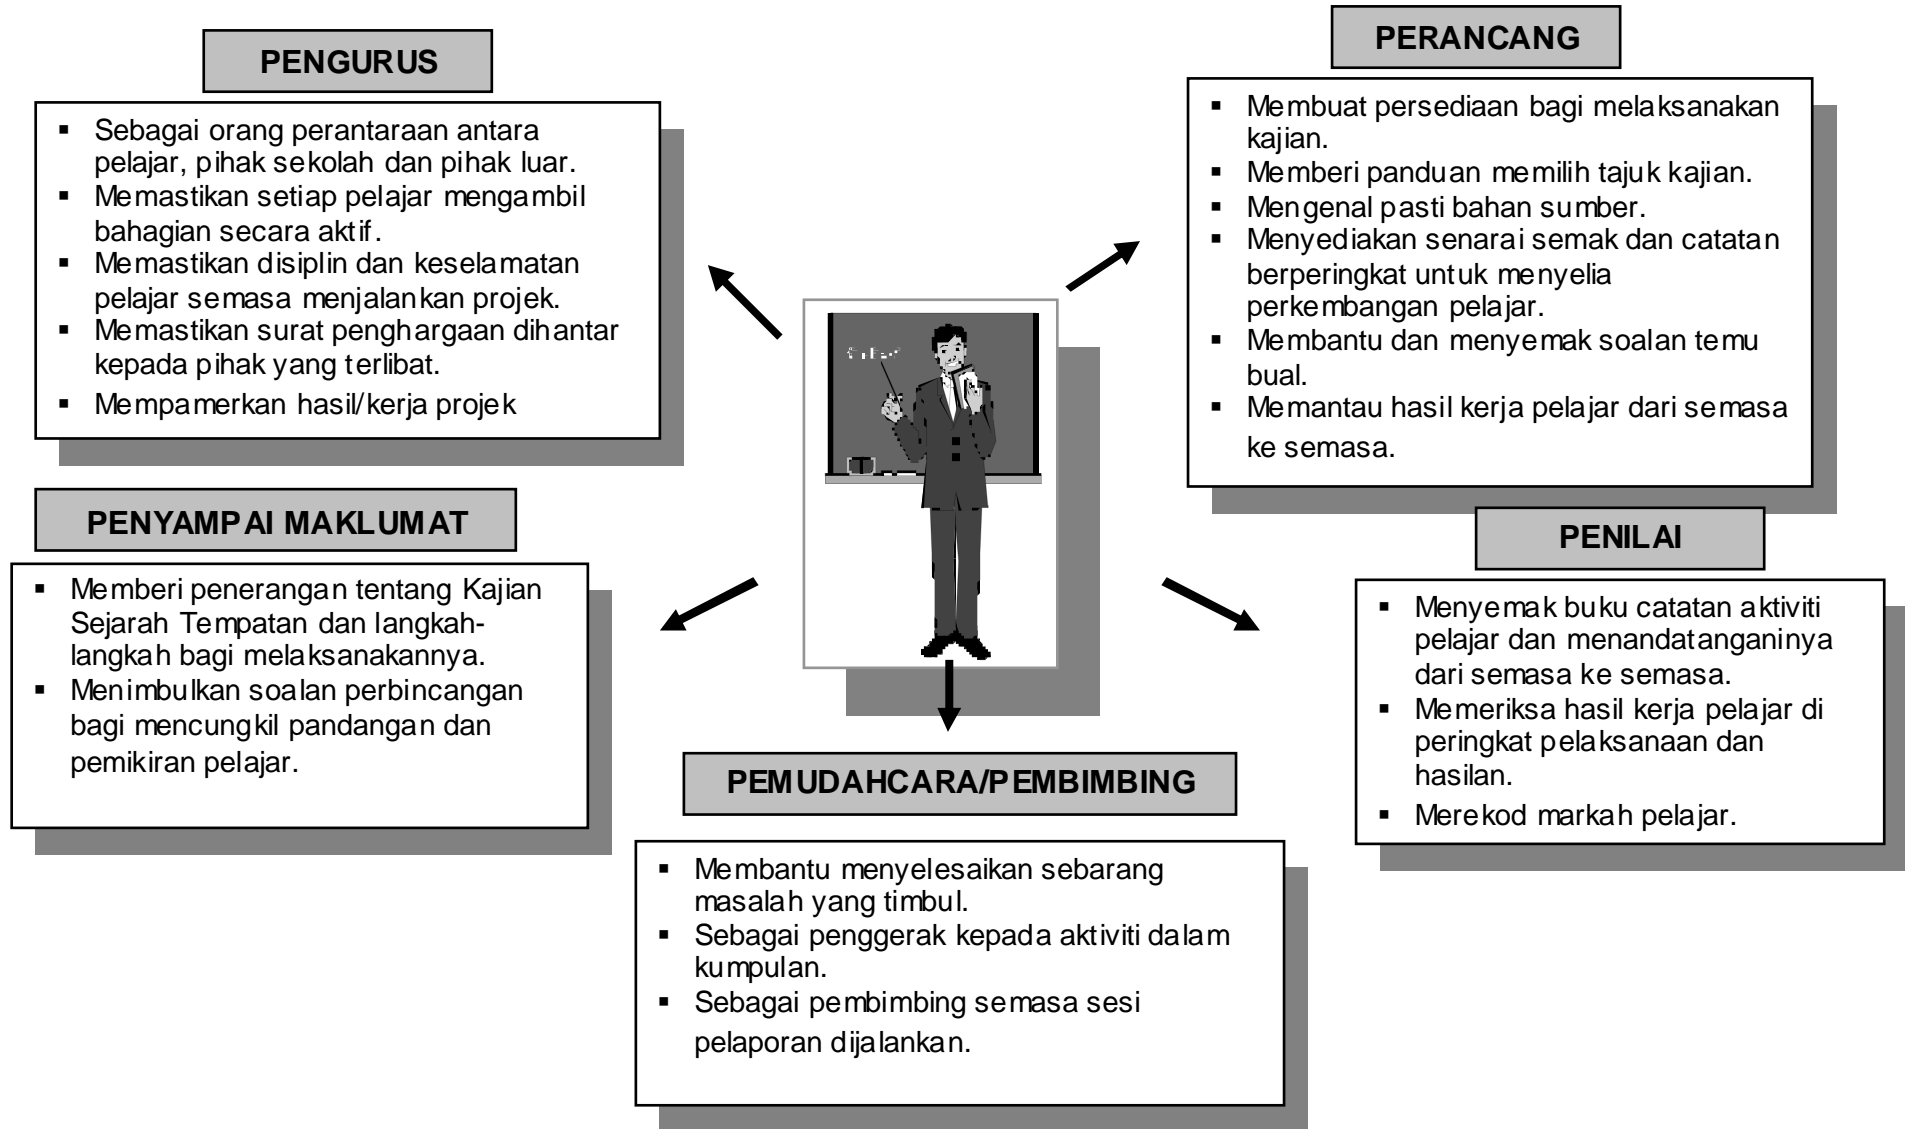 PENGURUS
▪ Sebagai orang perantaraan antara
pelajar, pihak sekolah dan pihak luar.
▪ Memastikan setiap pelajar mengambil
bahagian secara aktif.
▪ Memastikan disiplin dan keselamatan
pelajar semasa menjalankan projek.
▪ Memastikan surat penghargaan dihantar
kepada pihak yang terlibat.
▪ Mempamerkan hasil/kerja projek
PERANCANG
▪ Membuat persediaan bagi melaksanakan
kajian.
▪ Memberi panduan memilih tajuk kajian.
▪ Mengenal pasti bahan sumber.
▪ Menyediakan senarai semak dan catatan
berperingkat untuk menyelia
perkembangan pelajar.
▪ Membantu dan menyemak soalan temu
bual.
▪ Memantau hasil kerja pelajar dari semasa
ke semasa.
PENYAMPAI MAKLUMAT
▪ Memberi penerangan tentang Kajian
Sejarah Tempatan dan langkah-
langkah bagi melaksanakannya.
▪ Menimbulkan soalan perbincangan
bagi mencungkil pandangan dan
pemikiran pelajar.
PENILAI
▪ Menyemak buku catatan aktiviti
pelajar dan menandatanganinya
dari semasa ke semasa.
▪ Memeriksa hasil kerja pelajar di
peringkat pelaksanaan dan
hasilan.
▪ Merekod markah pelajar.
PEMUDAHCARA/PEMBIMBING
▪ Membantu menyelesaikan sebarang
masalah yang timbul.
▪ Sebagai penggerak kepada aktiviti dalam
kumpulan.
▪ Sebagai pembimbing semasa sesi
pelaporan dijalankan.